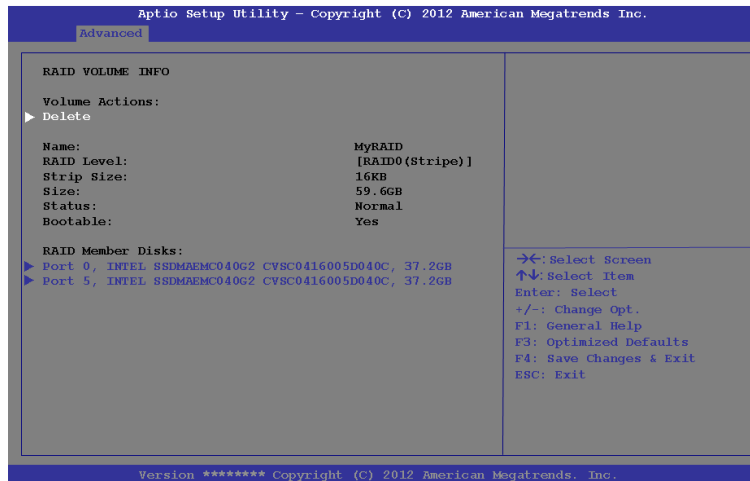 Aptio Setup Utility – Copyright (C) 2012 American Megatrends Inc.
Advanced
RAID VOLUME INFO
Volume Actions:
▶ Delete
Name: MyRAID
RAID Level: [RAID0(Stripe)]
Strip Size: 16KB
Size: 59.6GB
Status: Normal
Bootable: Yes
RAID Member Disks:
▶ Port 0, INTEL SSDMAEMC040G2 CVSC0416005D040C, 37.2GB
▶ Port 5, INTEL SSDMAEMC040G2 CVSC0416005D040C, 37.2GB
→←:Select Screen
↑↓:Select Item
Enter: Select
+/-: Change Opt.
F1: General Help
F3: Optimized Defaults
F4: Save Changes & Exit
ESC: Exit
Version ******** Copyright (C) 2012 American Megatrends. Inc.